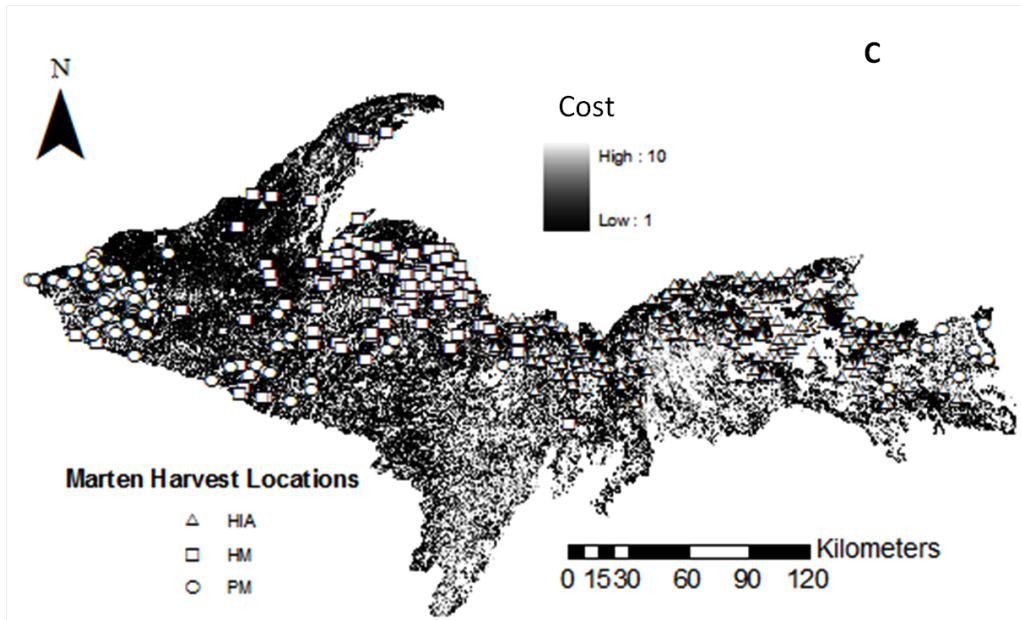 C
N
Cost
High : 10
Low : 1
Marten Harvest Locations
HIA
HM
PM
Kilometers
0 15 30 60 90 120